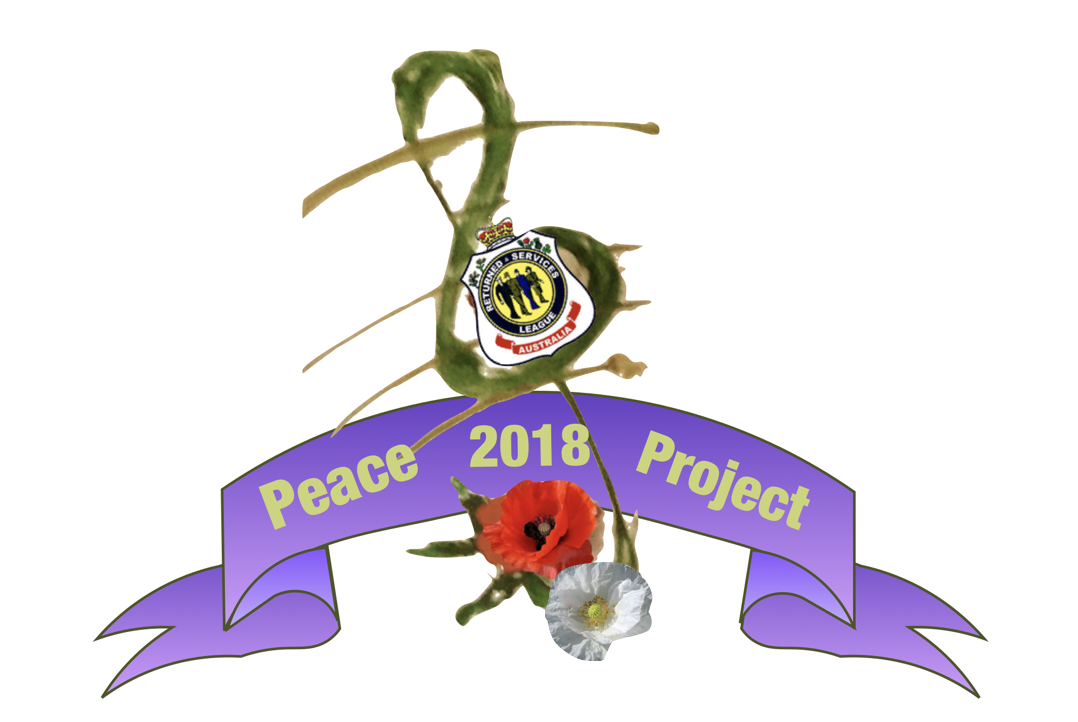 RETURNED & SERVICES
LEAGUE
AUSTRALIA
Peace 2018 Project